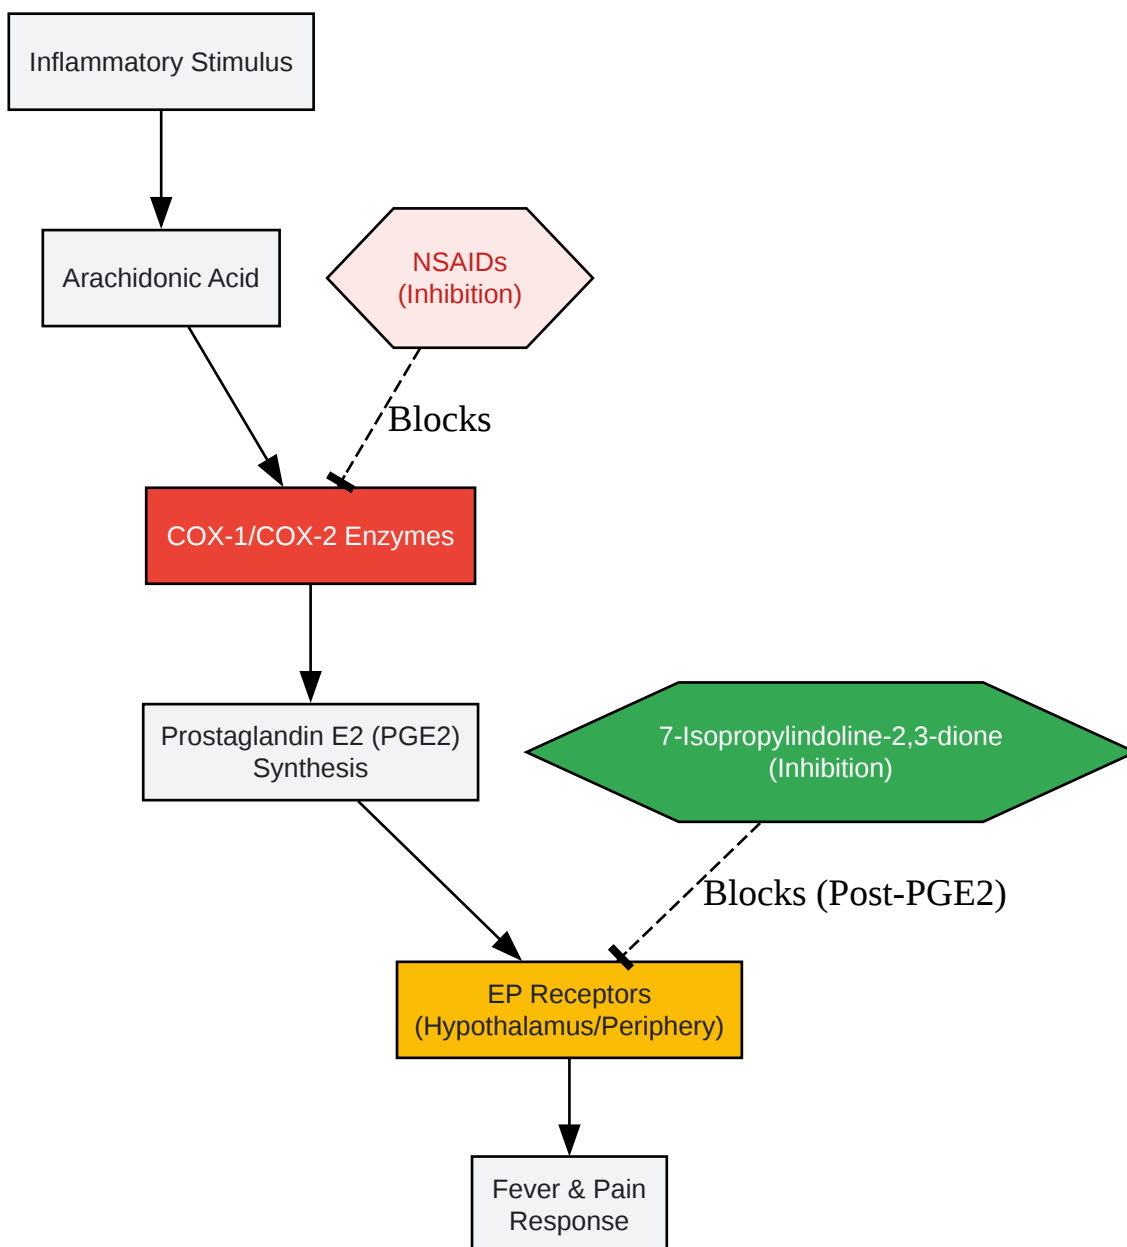 Inflammatory Stimulus
Arachidonic Acid
NSAIDs
(Inhibition)
Blocks
COX-1/COX-2 Enzymes
Prostaglandin E2 (PGE2)
Synthesis
7-Isopropylindoline-2,3-dione
(Inhibition)
Blocks (Post-PGE2)
EP Receptors
(Hypothalamus/Periphery)
Fever & Pain
Response